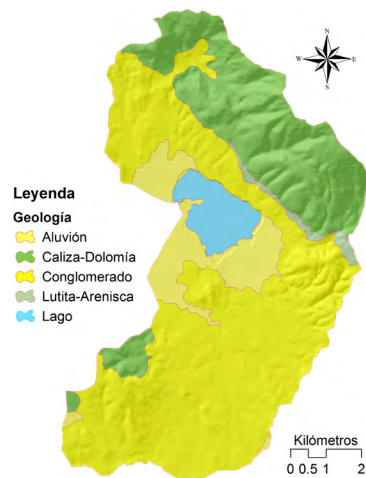 N
W E
S
Leyenda
Geología
Aluvión
Caliza-Dolomía
Conglomerado
Lutita-Arenisca
Lago
Kilómetros
0 0.5 1 2